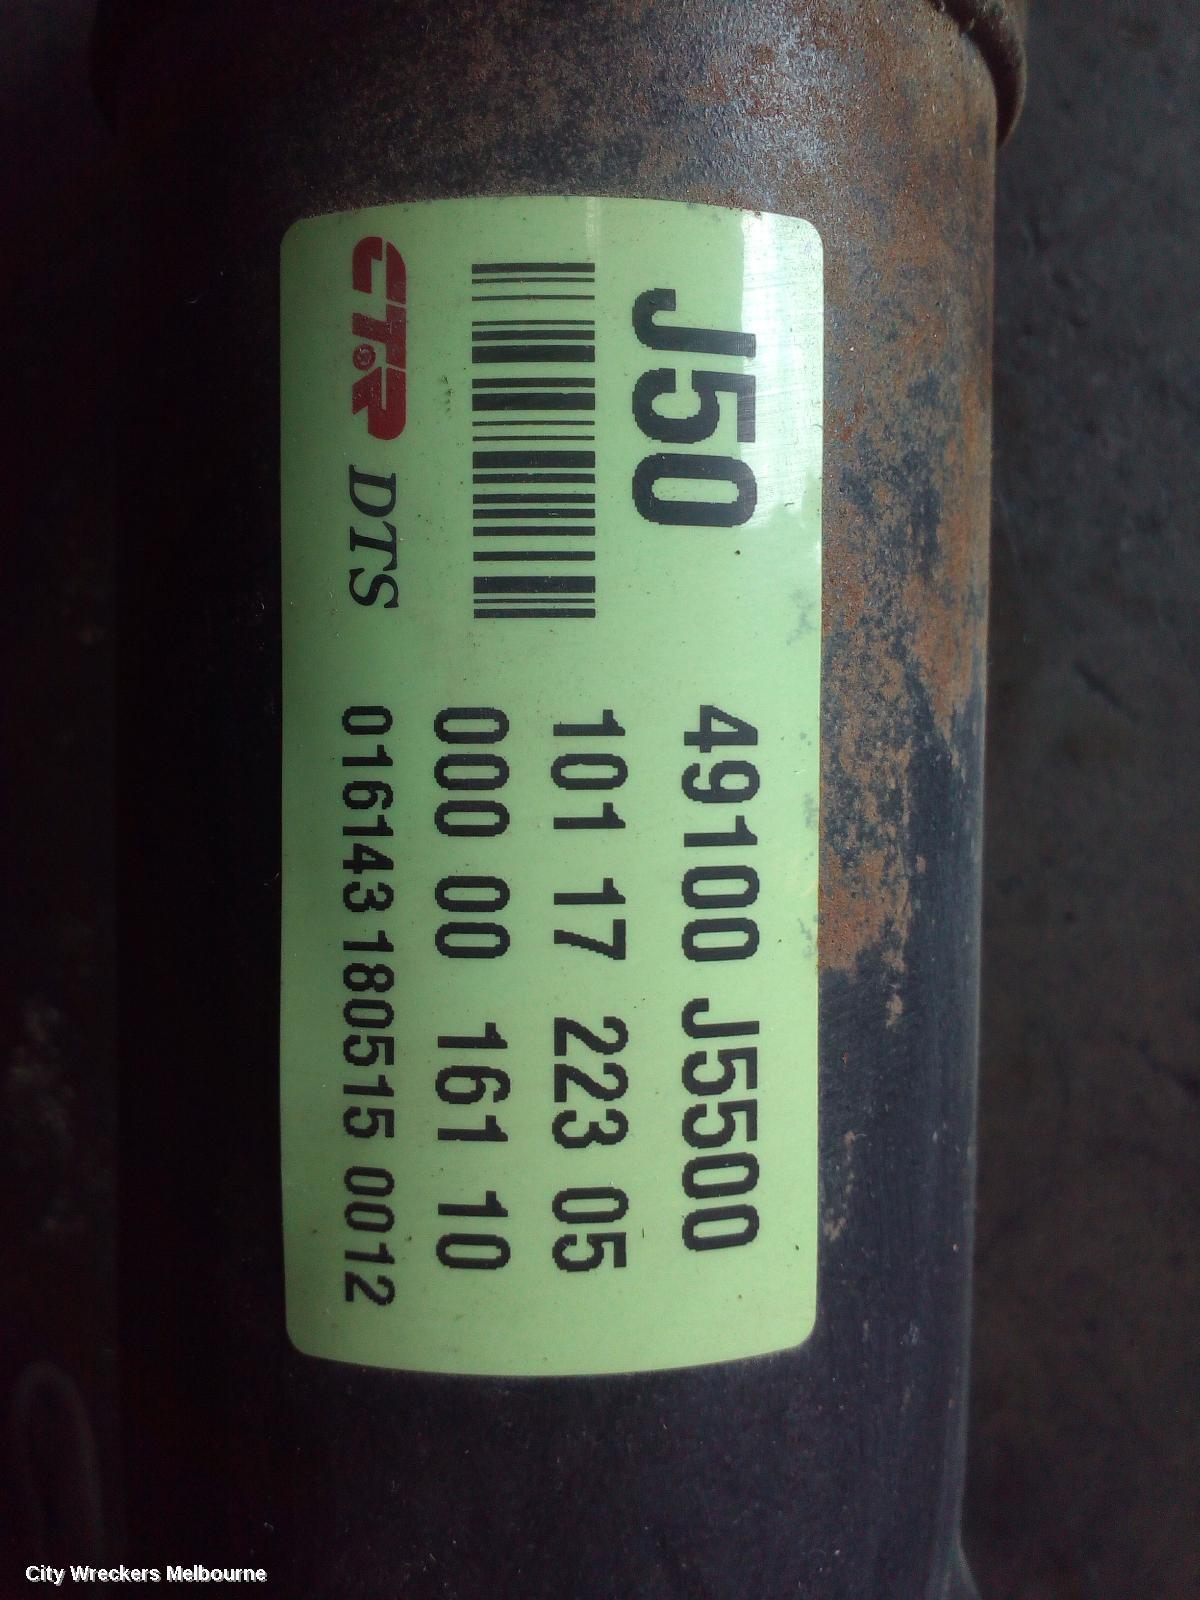 J50
49100 J5500
101 17 223 05
000 00 161 10
CTR DTS
016143 180515 0012
City Wreckers Melbourne